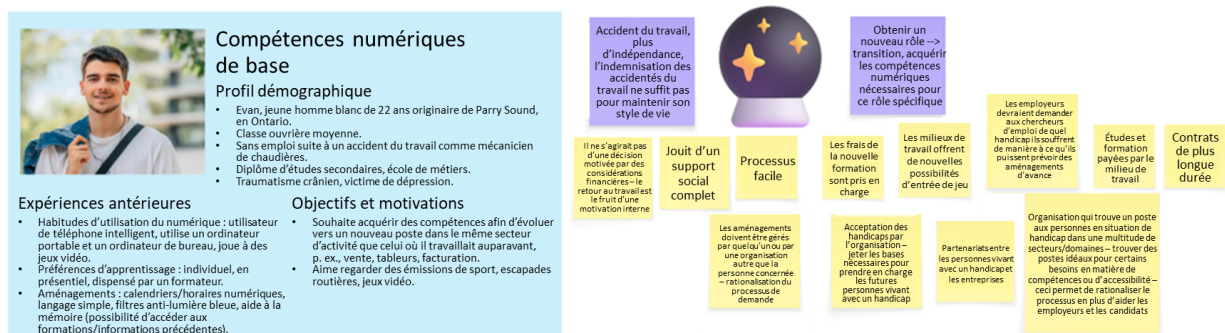 Compétences numériques
de base
Profil démographique
• Evan, jeune homme blanc de 22 ans originaire de Parry Sound,
en Ontario.
• Classe ouvrière moyenne.
• Sans emploi suite à un accident du travail comme mécanicien
de chaudières.
• Diplôme d'études secondaires, école de métiers.
• Traumatisme crânien, victime de dépression.
Expériences antérieures
• Habitudes d'utilisation du numérique : utilisateur
de téléphone intelligent, utilise un ordinateur
portable et un ordinateur de bureau, joue à des
jeux vidéo.
• Préférences d'apprentissage : individuel, en
présentiel, dispensé par un formateur.
• Aménagements : calendriers/horaires numériques,
langage simple, filtres anti-lumière bleue, aide à la
mémoire (possibilité d'accéder aux
formations/informations précédentes).
Objectifs et motivations
• Souhaite acquérir des compétences afin d'évoluer
vers un nouveau poste dans le même secteur
d'activité que celui où il travaillait auparavant,
p. ex., vente, tableurs, facturation.
• Aime regarder des émissions de sport, escapades
routières, jeux vidéo.
Accident du travail,
plus
d'indépendance,
l'indemnisation des
accidentés du
travail ne suffit pas
pour maintenir son
style de vie
Obtenir un
nouveau rôle -->
transition, acquérir
les compétences
numériques
nécessaires pour
ce rôle spécifique
Il ne s'agirait pas
d'une décision
motivée par des
considérations
financières – le
retour au travail est
le fruit d'une
motivation interne
Jouit d'un
support
social
complet
Processus
facile
Les frais de
la nouvelle
formation
sont pris en
charge
Les milieux de
travail offrent
de nouvelles
possibilités
d'entrée de jeu
Les employeurs
devraient demander
aux chercheurs
d'emploi de quel
handicap ils souffrent
de manière à ce qu'ils
puissent prévoir des
aménagements
d'avance
Études et
formation
payées par le
milieu de
travail
Contrats
de plus
longue
durée
Les aménagements
doivent être gérés
par quelqu'un ou par
une organisation
autre que la
personne concernée
– rationalisation du
processus de
demande
Acceptation des
handicaps par
l'organisation –
jeter les bases
nécessaires pour
prendre en charge
les futures
personnes vivant
avec un handicap
Partenariats entre
les personnes vivant
avec un handicap et
les entreprises
Organisation qui trouve un poste
aux personnes en situation de
handicap dans une multitude de
secteurs/domaines – trouver des
postes idéaux pour certains
besoins en matière de
compétences ou d'accessibilité –
ceci permet de rationaliser le
processus en plus d'aider les
employeurs et les candidats